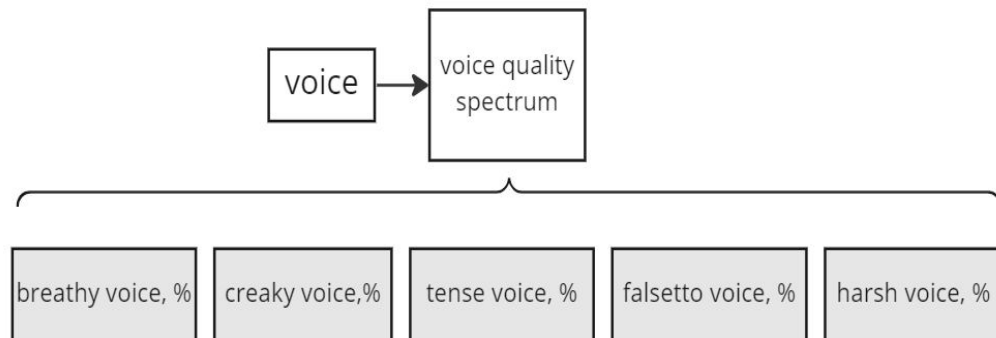 voice
voice quality
spectrum
breathy voice, %
creaky voice,%
tense voice, %
falsetto voice, %
harsh voice, %